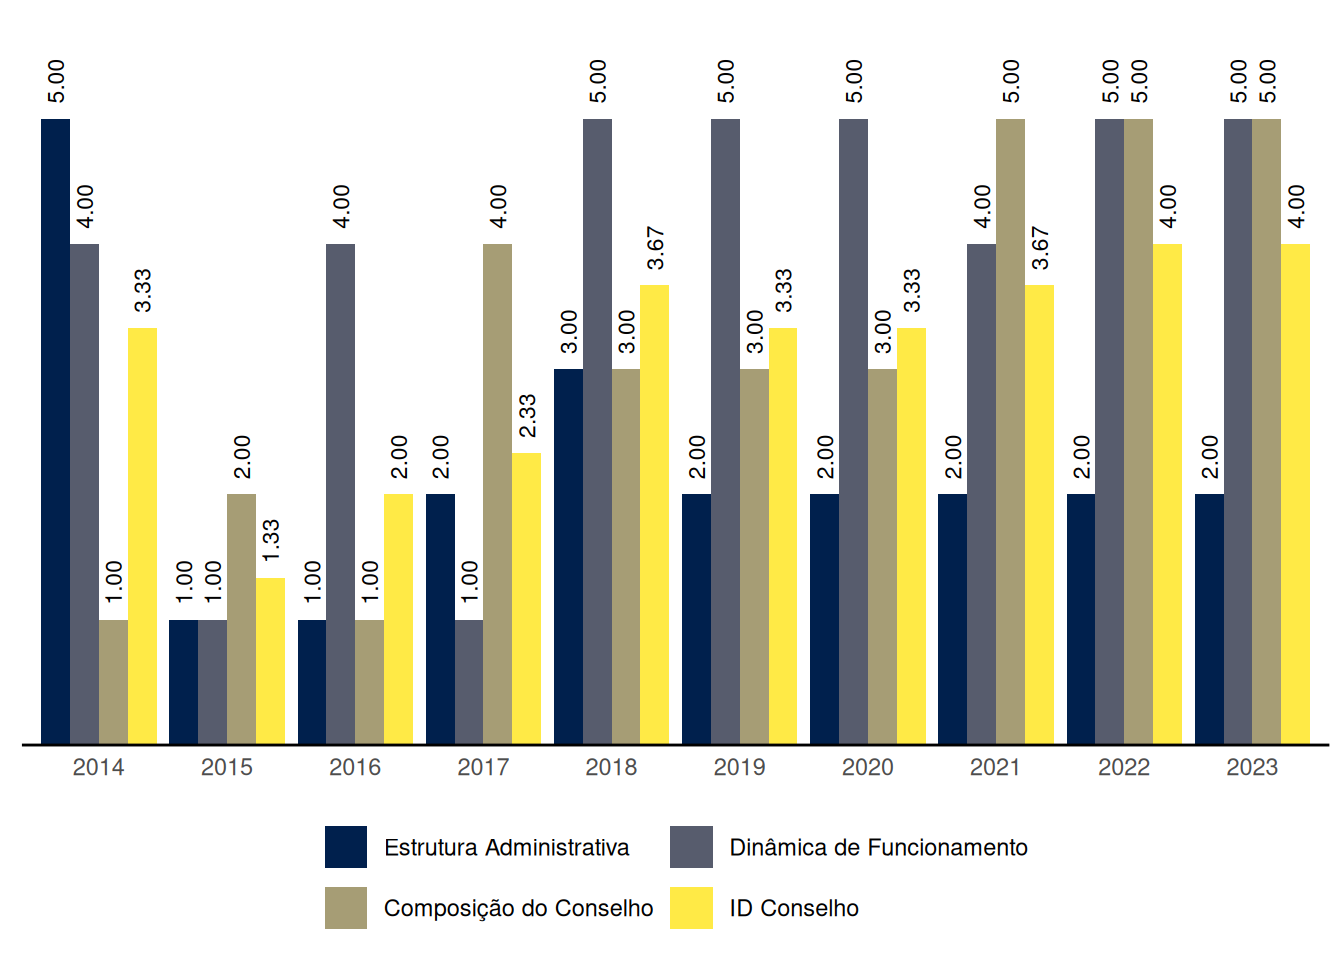 5.00 4.00 1.00 3.33 1.00 1.00 2.00 1.33 1.00 4.00 1.00 2.00 2.00 1.00 4.00 2.33 3.00 5.00 3.00 3.67 2.00 5.00 3.00 3.33 2.00 5.00 3.00 3.33 2.00 4.00 5.00 3.67 2.00 5.00 5.00 4.00 2.00 5.00 5.00 4.00
2014 2015 2016 2017 2018 2019 2020 2021 2022 2023
Estrutura Administrativa Dinâmica de Funcionamento
Composição do Conselho ID Conselho